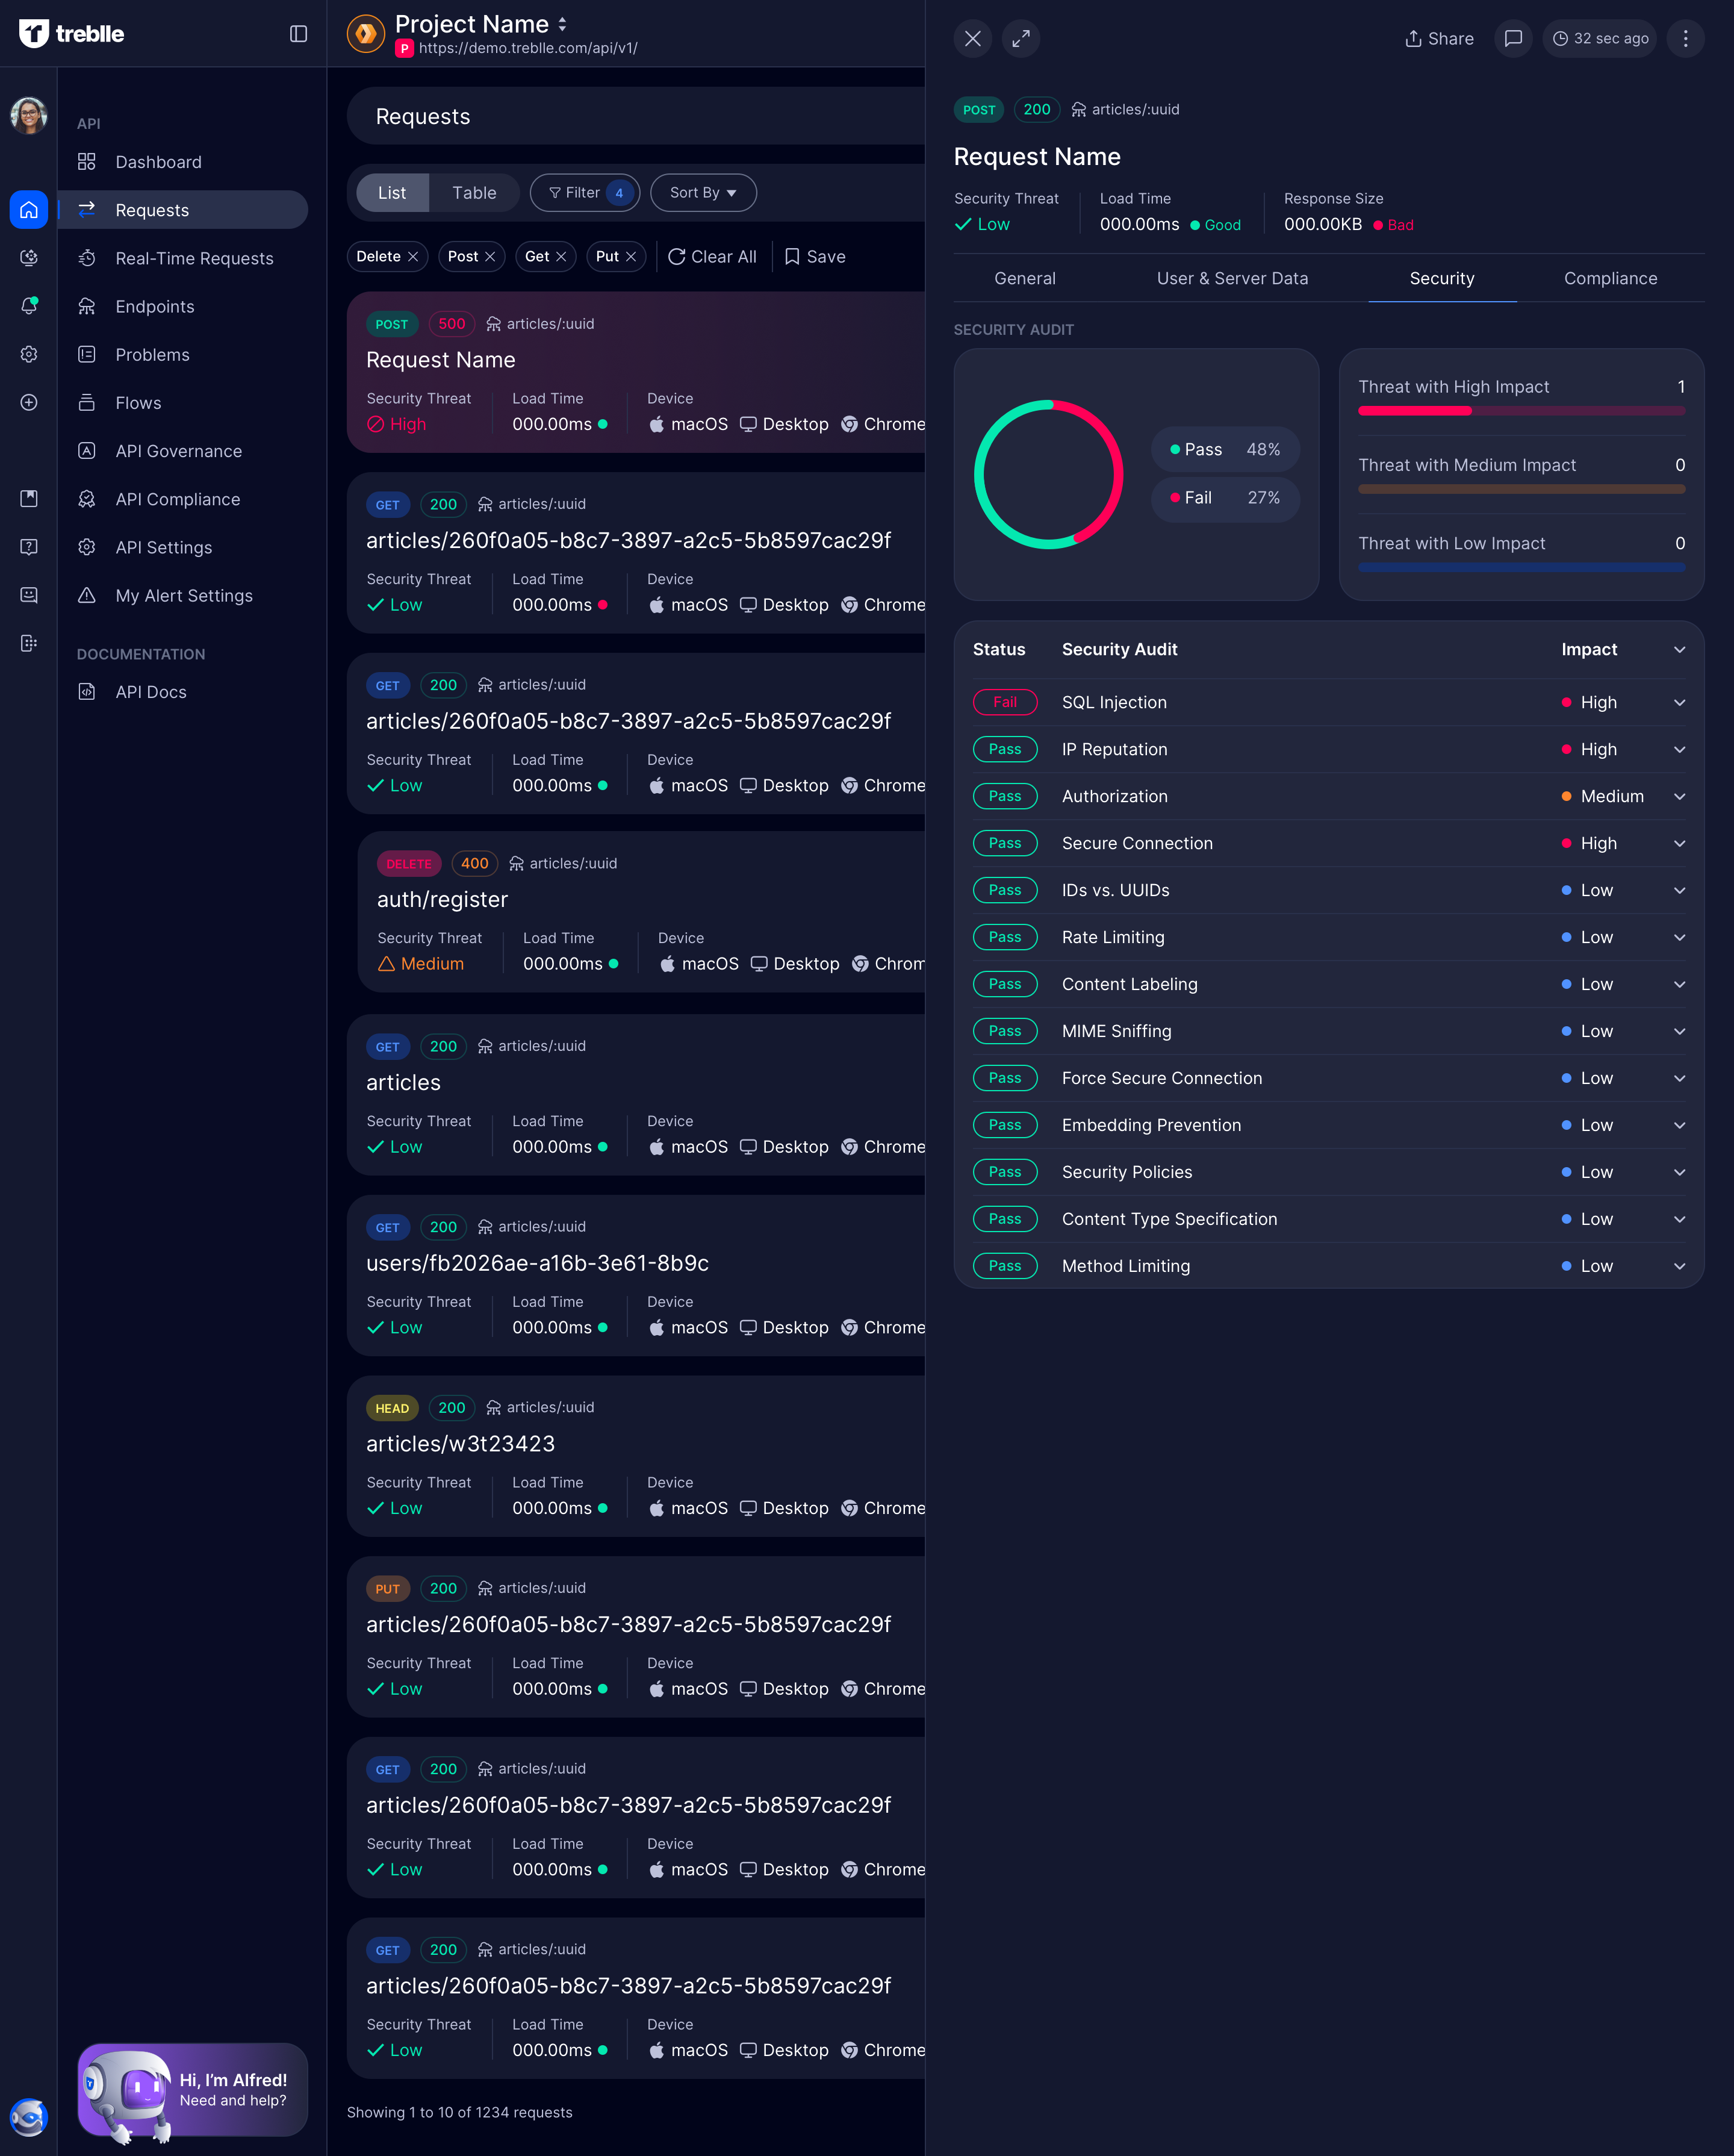 treblle
Project Name
P https://demo.treblle.com/api/v1/
API
Dashboard
Requests
Real-Time Requests
Endpoints
Problems
Flows
API Governance
API Compliance
API Settings
My Alert Settings
DOCUMENTATION
API Docs
Hi, I'm Alfred!
Need and help?
Requests
List Table Filter 4 Sort By
Delete Post Get Put Clear All Save
POST 500 articles/:uuid
Request Name
Security Threat Load Time Device
High 000.00ms macOS Desktop Chrome
GET 200 articles/:uuid
articles/260f0a05-b8c7-3897-a2c5-5b8597cac29f
Security Threat Load Time Device
Low 000.00ms macOS Desktop Chrome
GET 200 articles/:uuid
articles/260f0a05-b8c7-3897-a2c5-5b8597cac29f
Security Threat Load Time Device
Low 000.00ms macOS Desktop Chrome
DELETE 400 articles/:uuid
auth/register
Security Threat Load Time Device
Medium 000.00ms macOS Desktop Chrom
GET 200 articles/:uuid
articles
Security Threat Load Time Device
Low 000.00ms macOS Desktop Chrome
GET 200 articles/:uuid
users/fb2026ae-a16b-3e61-8b9c
Security Threat Load Time Device
Low 000.00ms macOS Desktop Chrome
HEAD 200 articles/:uuid
articles/w3t23423
Security Threat Load Time Device
Low 000.00ms macOS Desktop Chrome
PUT 200 articles/:uuid
articles/260f0a05-b8c7-3897-a2c5-5b8597cac29f
Security Threat Load Time Device
Low 000.00ms macOS Desktop Chrome
GET 200 articles/:uuid
articles/260f0a05-b8c7-3897-a2c5-5b8597cac29f
Security Threat Load Time Device
Low 000.00ms macOS Desktop Chrome
GET 200 articles/:uuid
articles/260f0a05-b8c7-3897-a2c5-5b8597cac29f
Security Threat Load Time Device
Low 000.00ms macOS Desktop Chrome
Showing 1 to 10 of 1234 requests
Share 32 sec ago
POST 200 articles/:uuid
Request Name
Security Threat Load Time Response Size
Low 000.00ms Good 000.00KB Bad
General User & Server Data Security Compliance
SECURITY AUDIT
Pass 48%
Fail 27%
Threat with High Impact 1
Threat with Medium Impact 0
Threat with Low Impact 0
Status Security Audit Impact
Fail SQL Injection High
Pass IP Reputation High
Pass Authorization Medium
Pass Secure Connection High
Pass IDs vs. UUIDs Low
Pass Rate Limiting Low
Pass Content Labeling Low
Pass MIME Sniffing Low
Pass Force Secure Connection Low
Pass Embedding Prevention Low
Pass Security Policies Low
Pass Content Type Specification Low
Pass Method Limiting Low